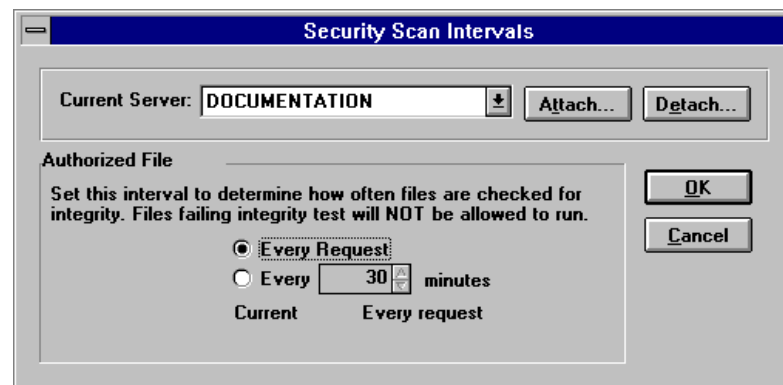 Security Scan Intervals
Current Server: DOCUMENTATION Attach... Detach...
Authorized File
Set this interval to determine how often files are checked for
integrity. Files failing integrity test will NOT be allowed to run.
OK
Cancel
Every Request
Every 30 minutes
Current Every request